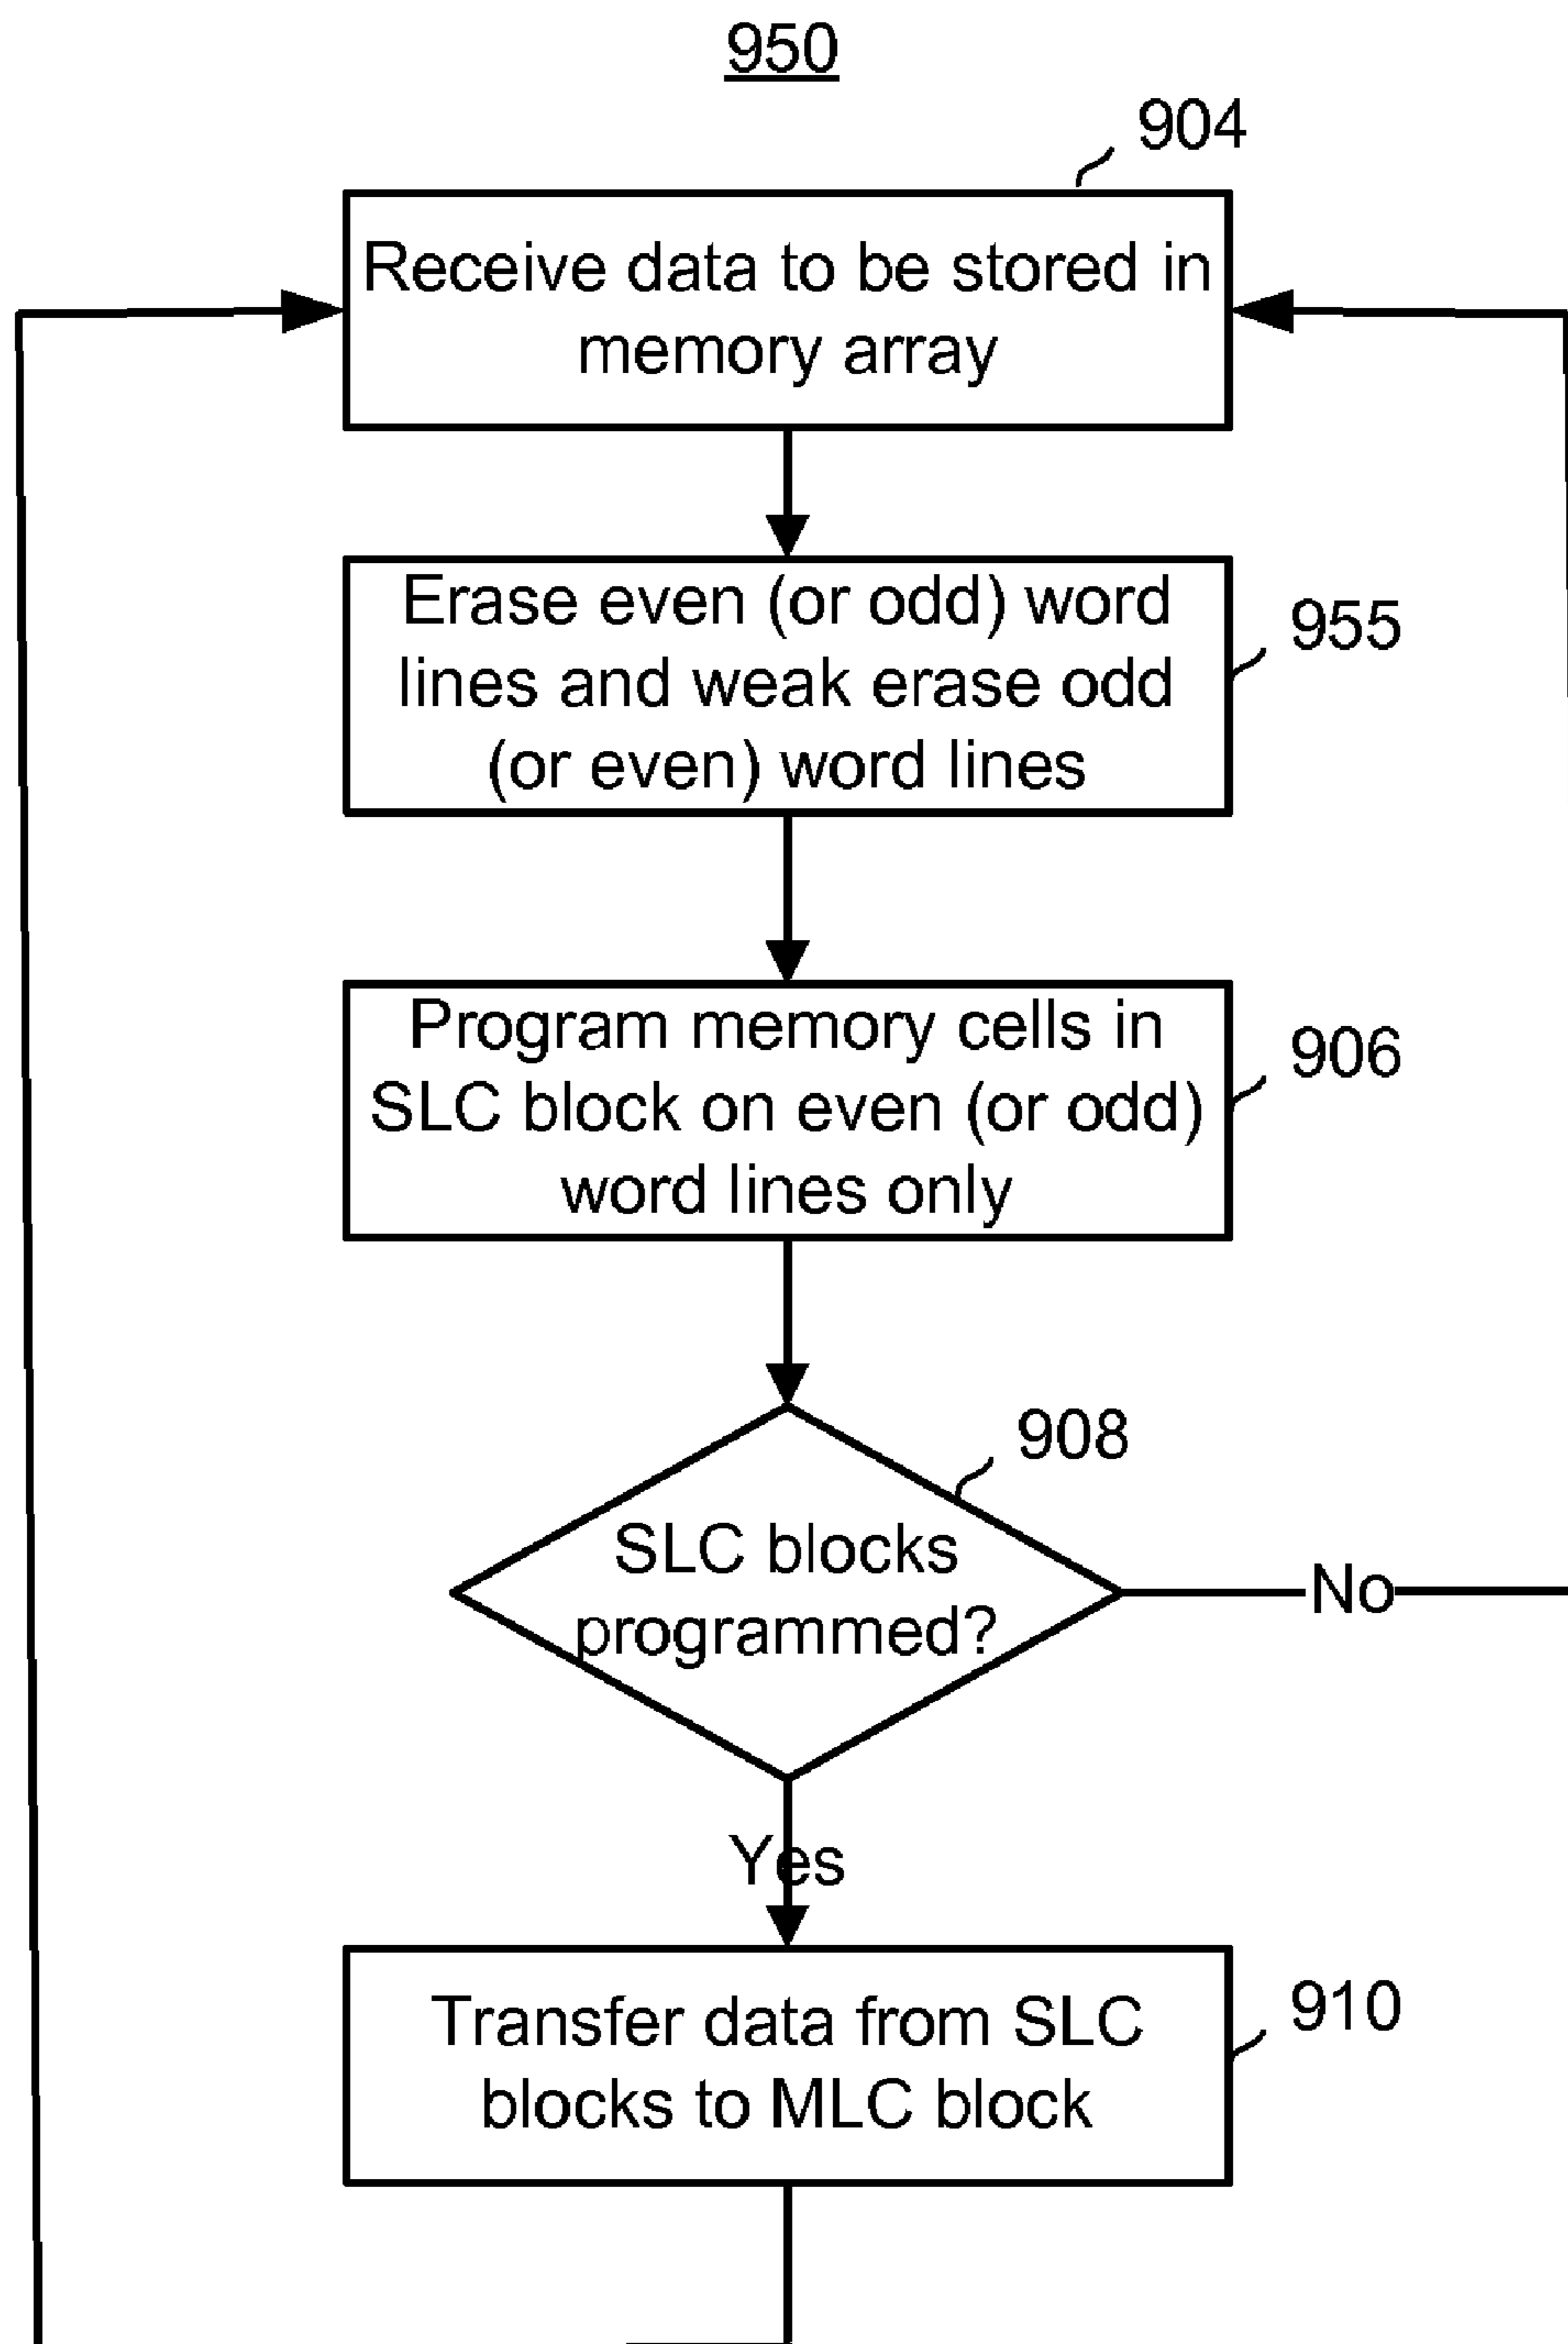 950
904
Receive data to be stored in
memory array
Erase even (or odd) word
lines and weak erase odd
(or even) word lines
955
Program memory cells in
SLC block on even (or odd)
word lines only
906
908
SLC blocks
programmed?
No
Yes
Transfer data from SLC
blocks to MLC block
910